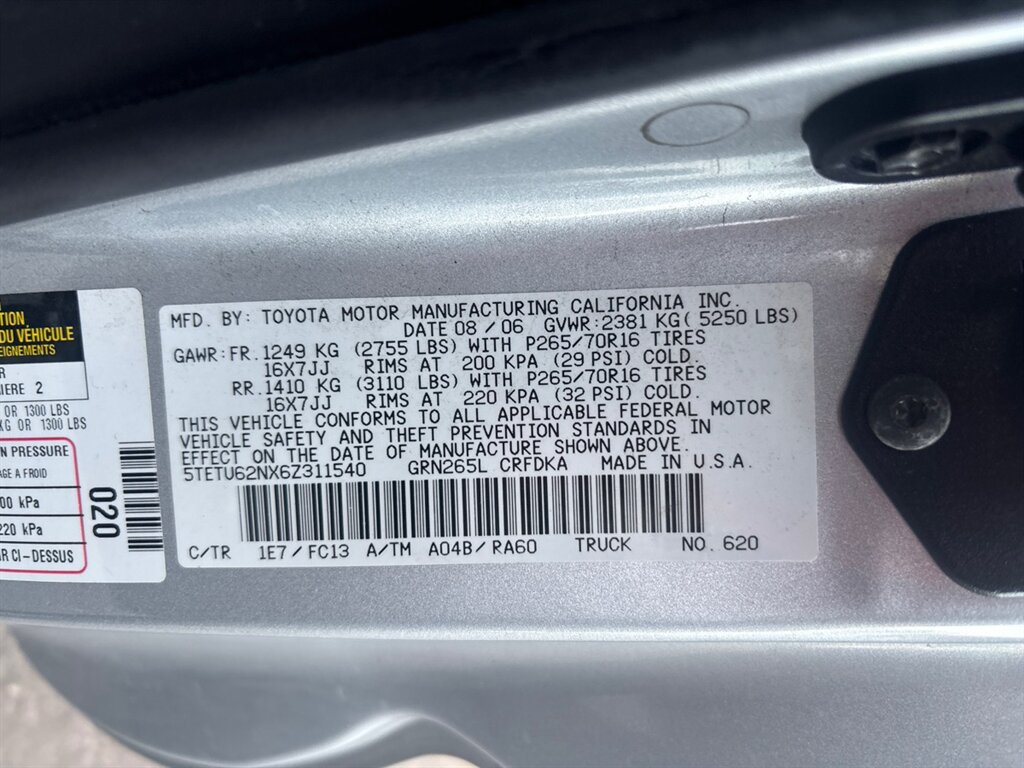 TION
DU VÉHICULE
EIGNEMENTS
R
IERE 2
OR 1300 LBS
KG OR 1300 LBS
N PRESSURE
AGE A FROID
00 kPa
220 kPa
AR CI-DESSUS
020
MFD. BY: TOYOTA MOTOR MANUFACTURING CALIFORNIA INC.
DATE 08/06 GVWR:2381 KG( 5250 LBS)
GAWR:FR. 1249 KG (2755 LBS) WITH P265/70R16 TIRES
16X7JJ RIMS AT 200 KPA (29 PSI) COLD.
RR. 1410 KG (3110 LBS) WITH P265/70R16 TIRES
16X7JJ RIMS AT 220 KPA (32 PSI) COLD.
THIS VEHICLE CONFORMS TO ALL APPLICABLE FEDERAL MOTOR
VEHICLE SAFETY AND THEFT PREVENTION STANDARDS IN
EFFECT ON THE DATE OF MANUFACTURE SHOWN ABOVE.
5TETU62NX6Z311540 GRN265L CRFDKA MADE IN U.S.A.
C/TR 1E7/FC13 A/TM A04B/RA60 TRUCK NO. 620